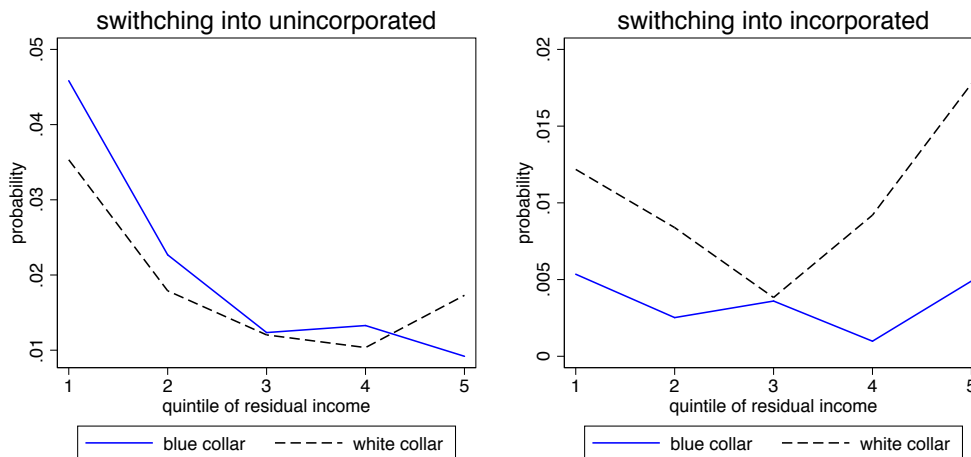 swithching into unincorporated
.05
.04
.03
.02
.01
probability
1 2 3 4 5
quintile of residual income
blue collar white collar
swithching into incorporated
.02
.015
.01
.005
0
probability
1 2 3 4 5
quintile of residual income
blue collar white collar